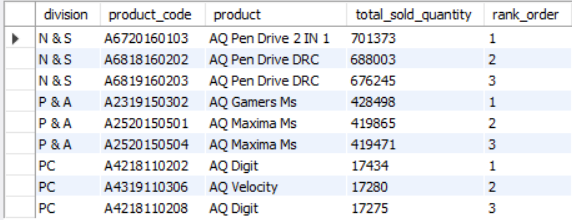 division product_code product total_sold_quantity rank_order
N & S A6720160103 AQ Pen Drive 2 IN 1 701373 1
N & S A6818160202 AQ Pen Drive DRC 688003 2
N & S A6819160203 AQ Pen Drive DRC 676245 3
P & A A2319150302 AQ Gamers Ms 428498 1
P & A A2520150501 AQ Maxima Ms 419865 2
P & A A2520150504 AQ Maxima Ms 419471 3
PC A4218110202 AQ Digit 17434 1
PC A4319110306 AQ Velocity 17280 2
PC A4218110208 AQ Digit 17275 3